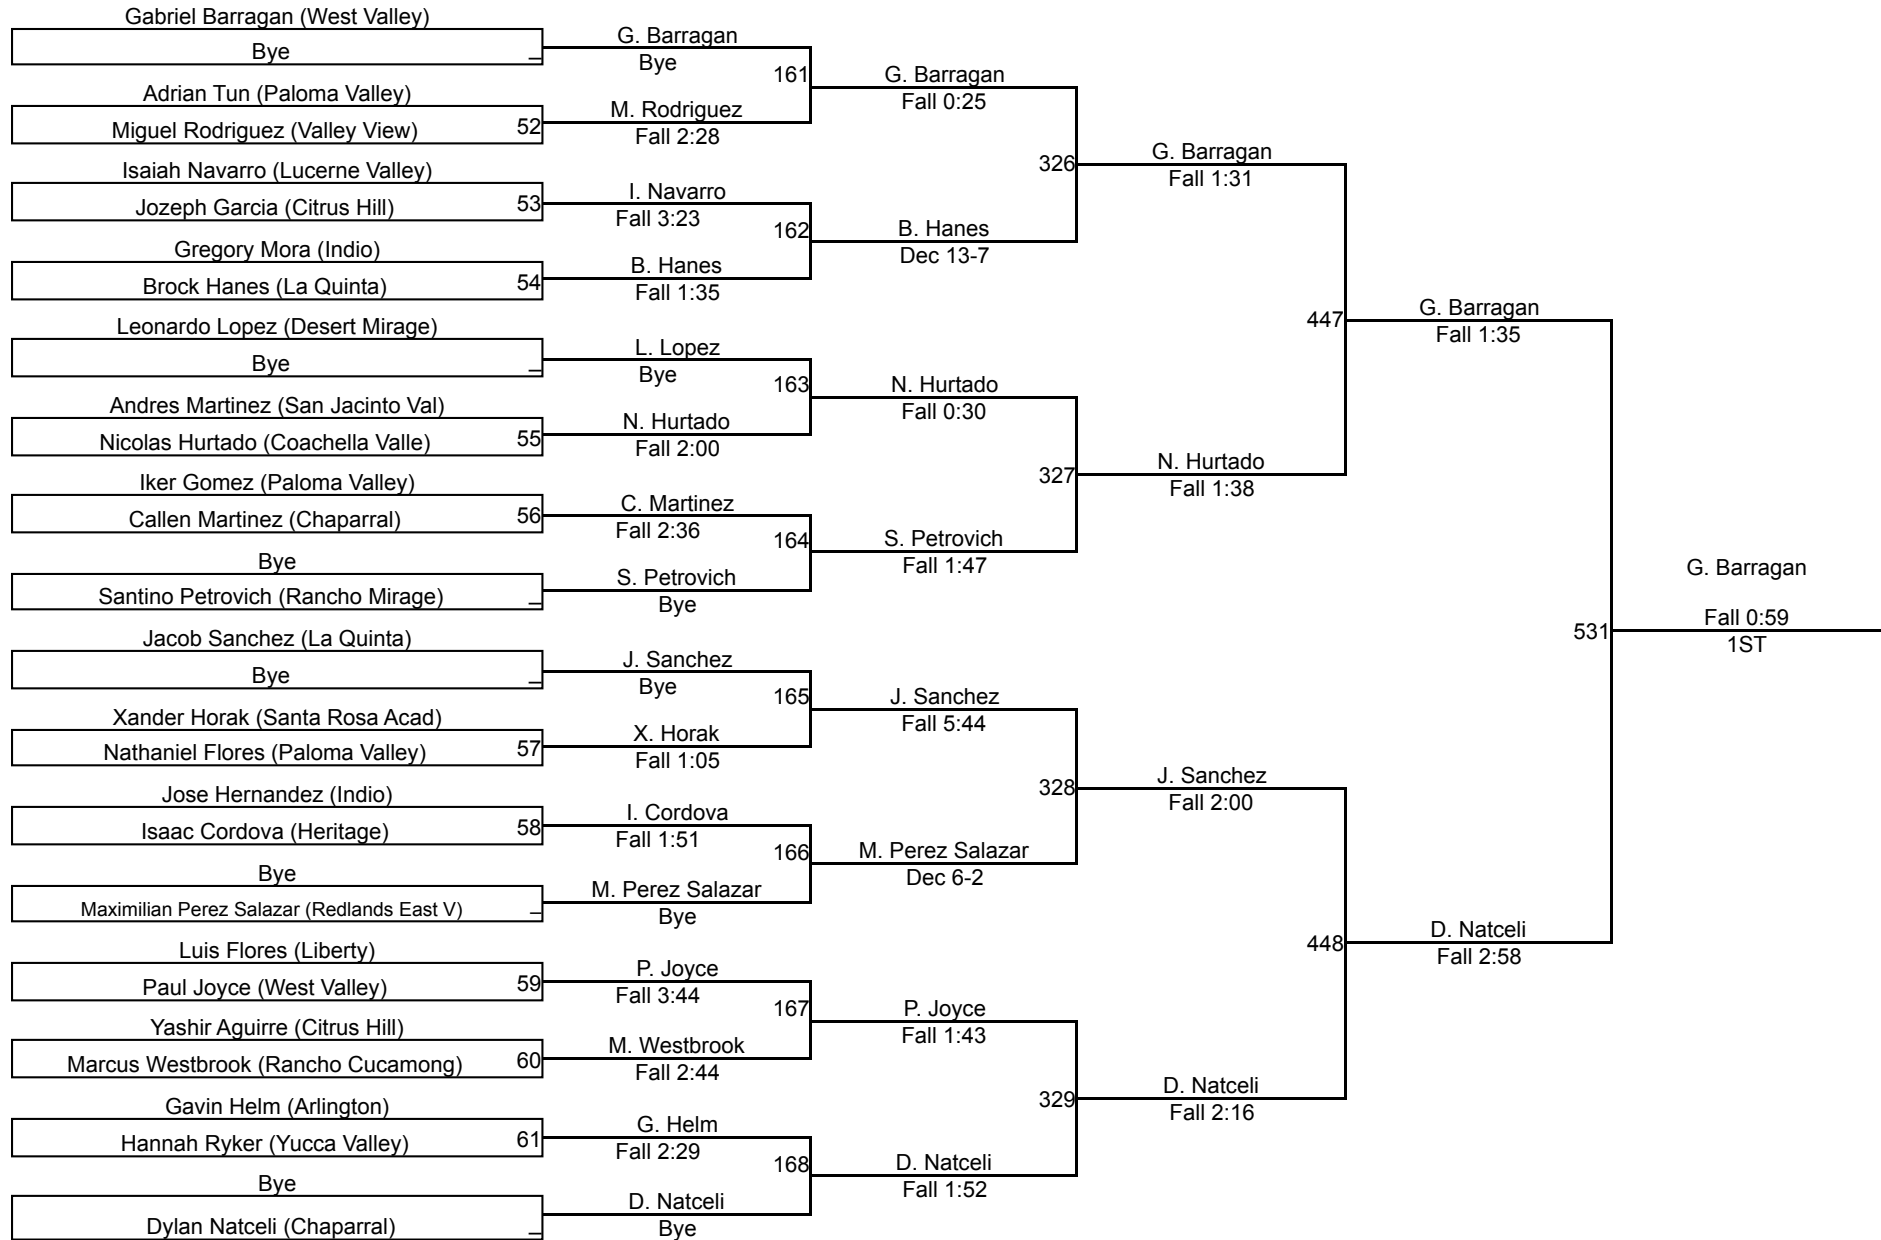 Gabriel Barragan (West Valley)
Bye
Adrian Tun (Paloma Valley)
Miguel Rodriguez (Valley View) 52
Isaiah Navarro (Lucerne Valley)
Jozeph Garcia (Citrus Hill) 53
Gregory Mora (Indio)
Brock Hanes (La Quinta) 54
Leonardo Lopez (Desert Mirage)
Bye
Andres Martinez (San Jacinto Val)
Nicolas Hurtado (Coachella Valle) 55
Iker Gomez (Paloma Valley)
Callen Martinez (Chaparral) 56
Bye
Santino Petrovich (Rancho Mirage)
Jacob Sanchez (La Quinta)
Bye
Xander Horak (Santa Rosa Acad)
Nathaniel Flores (Paloma Valley) 57
Jose Hernandez (Indio)
Isaac Cordova (Heritage) 58
Bye
Maximilian Perez Salazar (Redlands East V)
Luis Flores (Liberty)
Paul Joyce (West Valley) 59
Yashir Aguirre (Citrus Hill)
Marcus Westbrook (Rancho Cucamong) 60
Gavin Helm (Arlington)
Hannah Ryker (Yucca Valley) 61
Bye
Dylan Natceli (Chaparral)
G. Barragan
Bye
161
M. Rodriguez
Fall 2:28
I. Navarro
Fall 3:23
162
B. Hanes
Fall 1:35
L. Lopez
Bye
163
N. Hurtado
Fall 2:00
C. Martinez
Fall 2:36
164
S. Petrovich
Bye
J. Sanchez
Bye
165
X. Horak
Fall 1:05
I. Cordova
Fall 1:51
166
M. Perez Salazar
Bye
P. Joyce
Fall 3:44
167
M. Westbrook
Fall 2:44
G. Helm
Fall 2:29
168
D. Natceli
Bye
G. Barragan
Fall 0:25
326
B. Hanes
Dec 13-7
N. Hurtado
Fall 0:30
327
S. Petrovich
Fall 1:47
J. Sanchez
Fall 5:44
328
M. Perez Salazar
Dec 6-2
P. Joyce
Fall 1:43
329
D. Natceli
Fall 1:52
G. Barragan
Fall 1:31
447
N. Hurtado
Fall 1:38
J. Sanchez
Fall 2:00
448
D. Natceli
Fall 2:16
G. Barragan
Fall 1:35
531
D. Natceli
Fall 2:58
G. Barragan
Fall 0:59
1ST